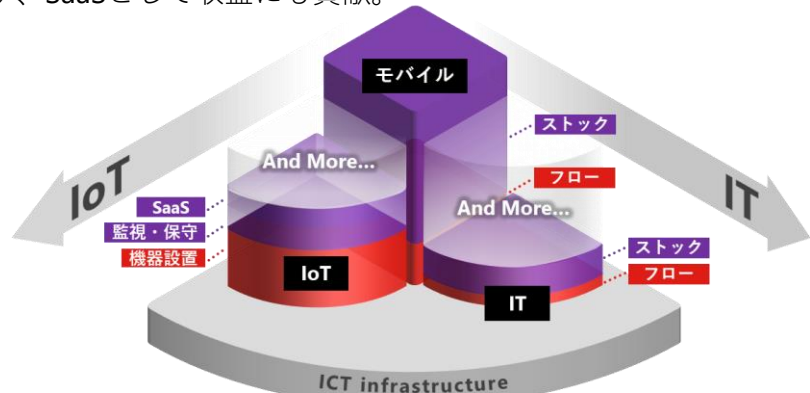 、SaaSとして収益にも貢献。
モバイル
ストック
フロー
And More...
And More...
IoT
IT
SaaS
監視・保守
機器設置
IoT
ストック
フロー
IT
ICT infrastructure